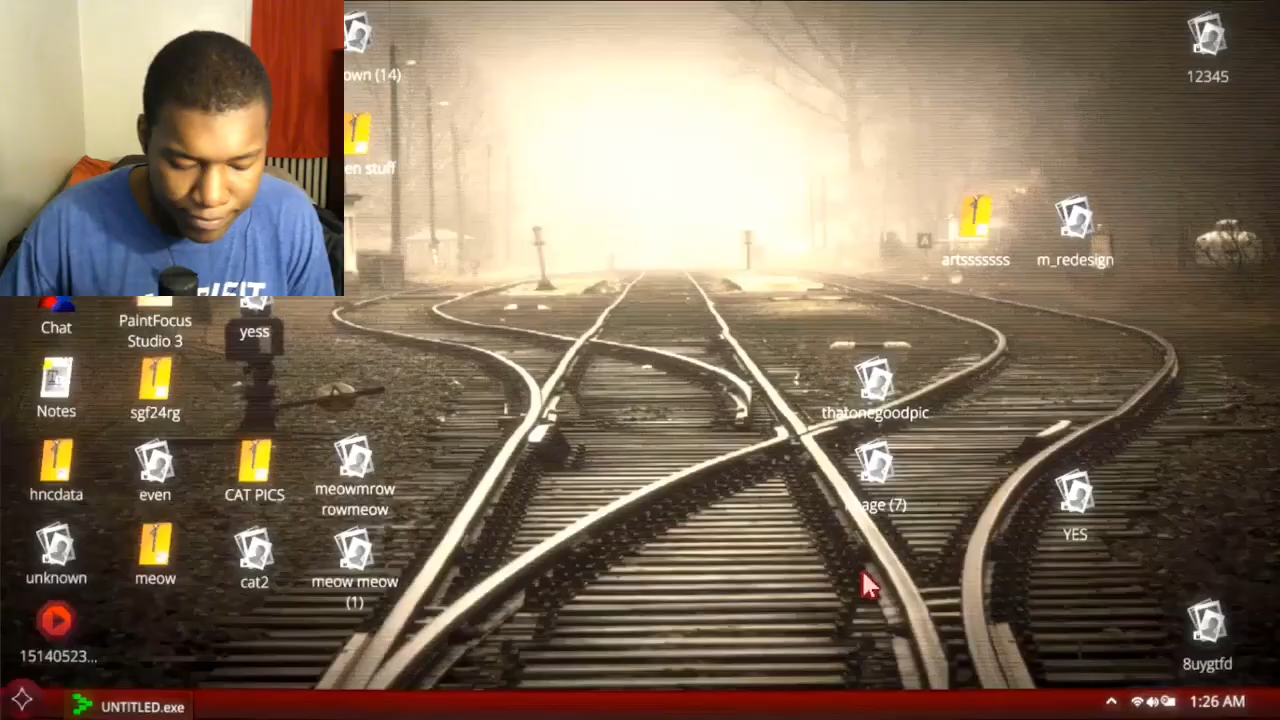 own (14)
12345
en stuff
artsssssss
m_redesign
A
Chat
PaintFocus
Studio 3
yess
Notes
sgf24rg
thatonegoodpic
hncdata
even
CAT PICS
meowmrow
rowmeow
age (7)
YES
unknown
meow
cat2
meow meow
(1)
15140523...
8uygtfd
UNTITLED.exe
1:26 AM